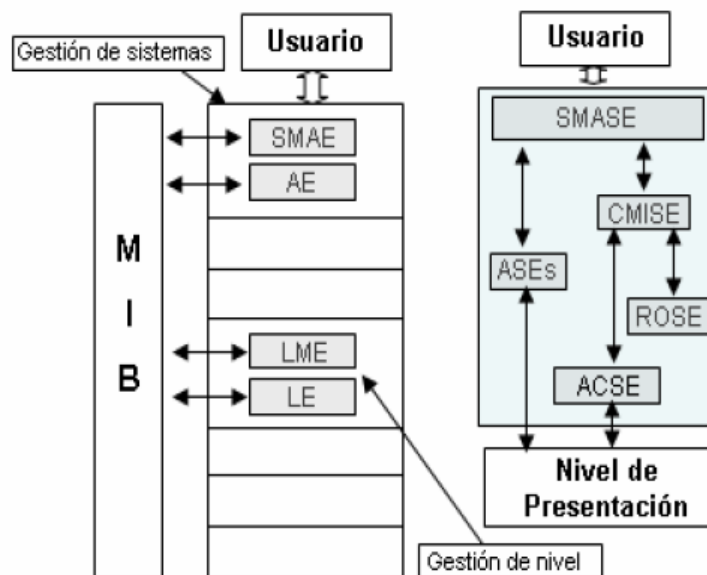 Gestión de sistemas
Usuario
MIB
SMAE
AE
LME
LE
Gestión de nivel
Usuario
SMASE
CMISE
ASEs
ROSE
ACSE
Nivel de
Presentación